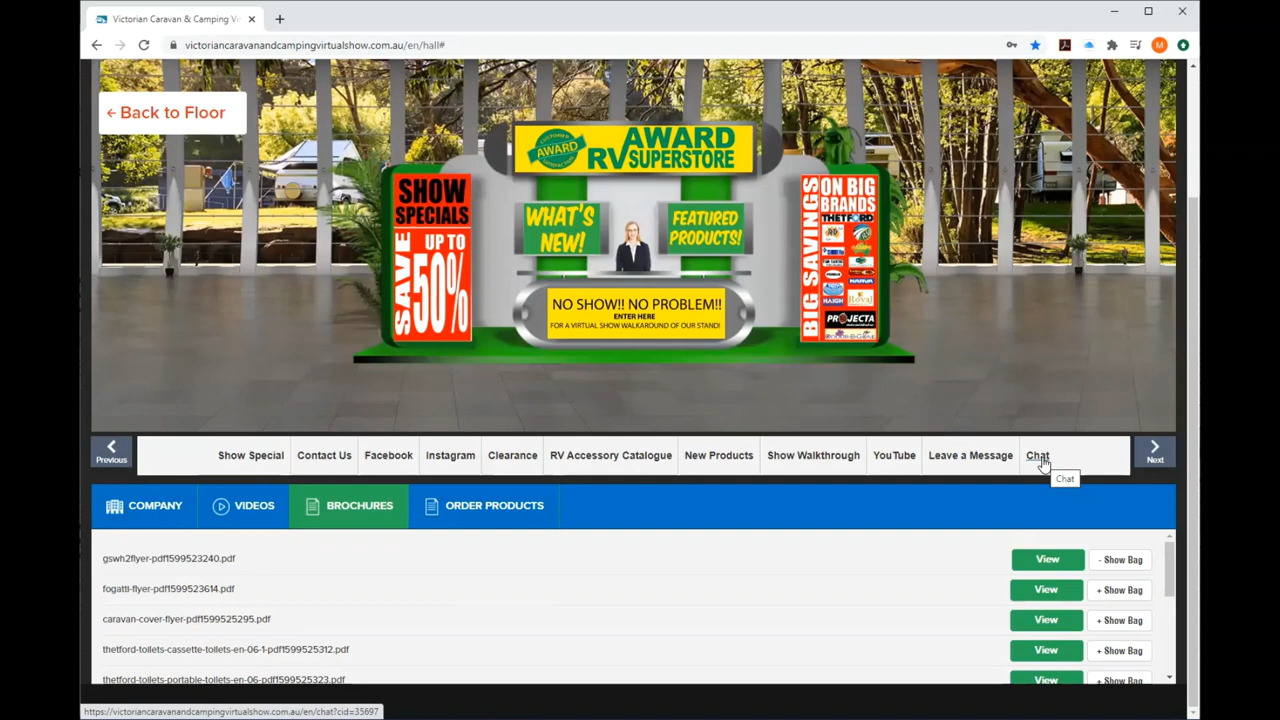 Victorian Caravan & Camping Vi
victoriancaravanandcampingvirtualshow.com.au/en/hall#
M
← Back to Floor
AWARD
AWARD
RV SUPERSTORE
SHOW
SPECIALS
SAVE
UP TO
50%
WHAT'S
NEW!
FEATURED
PRODUCTS!
BIG SAVINGS
ON BIG
BRANDS
THETFORD
HAIGH
NARVA
Royal
PROJECTA
NO SHOW!! NO PROBLEM!!
ENTER HERE
FOR A VIRTUAL SHOW WALKAROUND OF OUR STAND!
Previous
Show Special
Contact Us
Facebook
Instagram
Clearance
RV Accessory Catalogue
New Products
Show Walkthrough
YouTube
Leave a Message
Chat
Next
Chat
COMPANY
VIDEOS
BROCHURES
ORDER PRODUCTS
gswh2flyer-pdf1599523240.pdf
View
- Show Bag
fogatti-flyer-pdf1599523614.pdf
View
+ Show Bag
caravan-cover-flyer-pdf1599525295.pdf
View
+ Show Bag
thetford-toilets-cassette-toilets-en-06-1-pdf1599525312.pdf
View
+ Show Bag
thetford-toilets-portable-toilets-en-06-pdf1599525323.pdf
View
+ Show Bag
https://victoriancaravanandcampingvirtualshow.com.au/en/chat?cid=35697